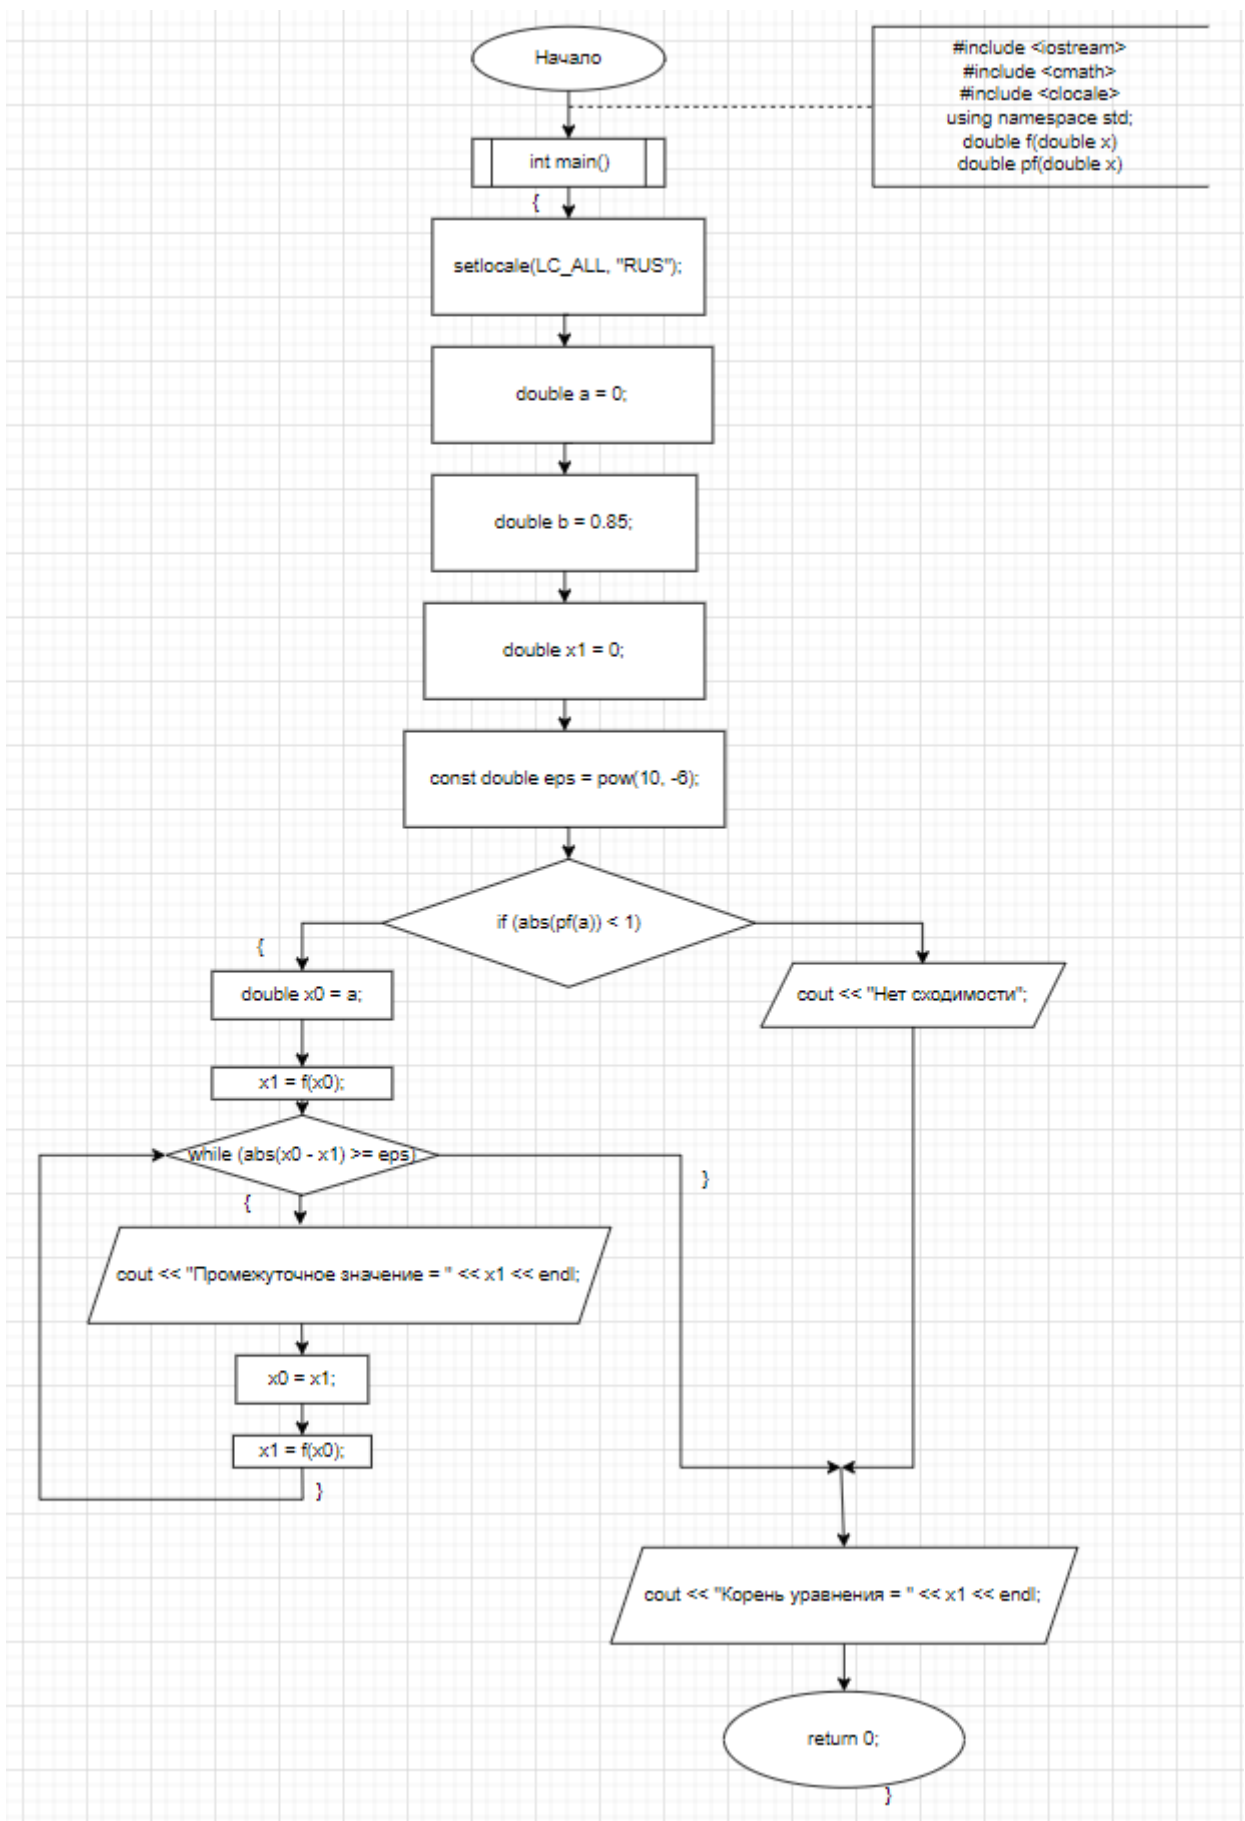 Начало
#include <iostream>
#include <cmath>
#include <clocale>
using namespace std;
double f(double x)
double pf(double x)
int main()
{
setlocale(LC_ALL, "RUS");
double a = 0;
double b = 0.85;
double x1 = 0;
const double eps = pow(10, -6);
if (abs(pf(a)) < 1)
{
double x0 = a;
cout << "Нет сходимости";
x1 = f(x0);
while (abs(x0 - x1) >= eps)
}
{
cout << "Промежуточное значение = " << x1 << endl;
x0 = x1;
x1 = f(x0);
}
cout << "Корень уравнения = " << x1 << endl;
return 0;
}